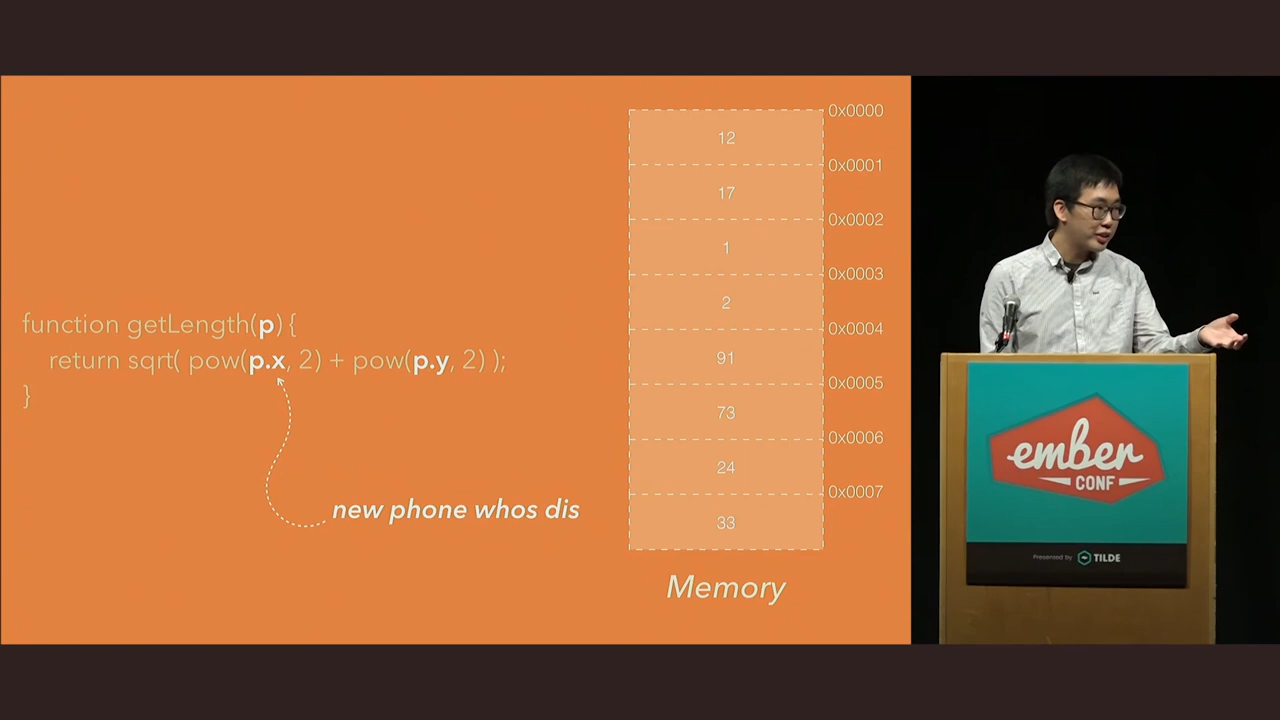 function getLength(p) {
return sqrt( pow(p.x, 2) + pow(p.y, 2) );
}
new phone whos dis
0x0000
12
0x0001
17
0x0002
1
0x0003
2
0x0004
91
0x0005
73
0x0006
24
0x0007
33
Memory
ember
CONF
Presented by TILDE